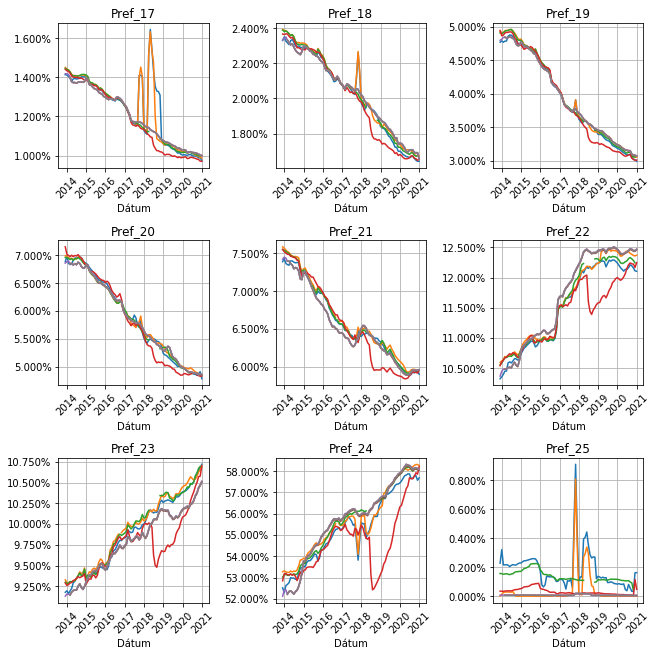 Pref_17
1.600%
1.400%
1.200%
1.000%
2014 2015 2016 2017 2018 2019 2020 2021
Dátum
Pref_18
2.400%
2.200%
2.000%
1.800%
2014 2015 2016 2017 2018 2019 2020 2021
Dátum
Pref_19
5.000%
4.500%
4.000%
3.500%
3.000%
2014 2015 2016 2017 2018 2019 2020 2021
Dátum
Pref_20
7.000%
6.500%
6.000%
5.500%
5.000%
2014 2015 2016 2017 2018 2019 2020 2021
Dátum
Pref_21
7.500%
7.000%
6.500%
6.000%
2014 2015 2016 2017 2018 2019 2020 2021
Dátum
Pref_22
12.500%
12.000%
11.500%
11.000%
10.500%
2014 2015 2016 2017 2018 2019 2020 2021
Dátum
Pref_23
10.750%
10.500%
10.250%
10.000%
9.750%
9.500%
9.250%
2014 2015 2016 2017 2018 2019 2020 2021
Dátum
Pref_24
58.000%
57.000%
56.000%
55.000%
54.000%
53.000%
52.000%
2014 2015 2016 2017 2018 2019 2020 2021
Dátum
Pref_25
0.800%
0.600%
0.400%
0.200%
0.000%
2014 2015 2016 2017 2018 2019 2020 2021
Dátum